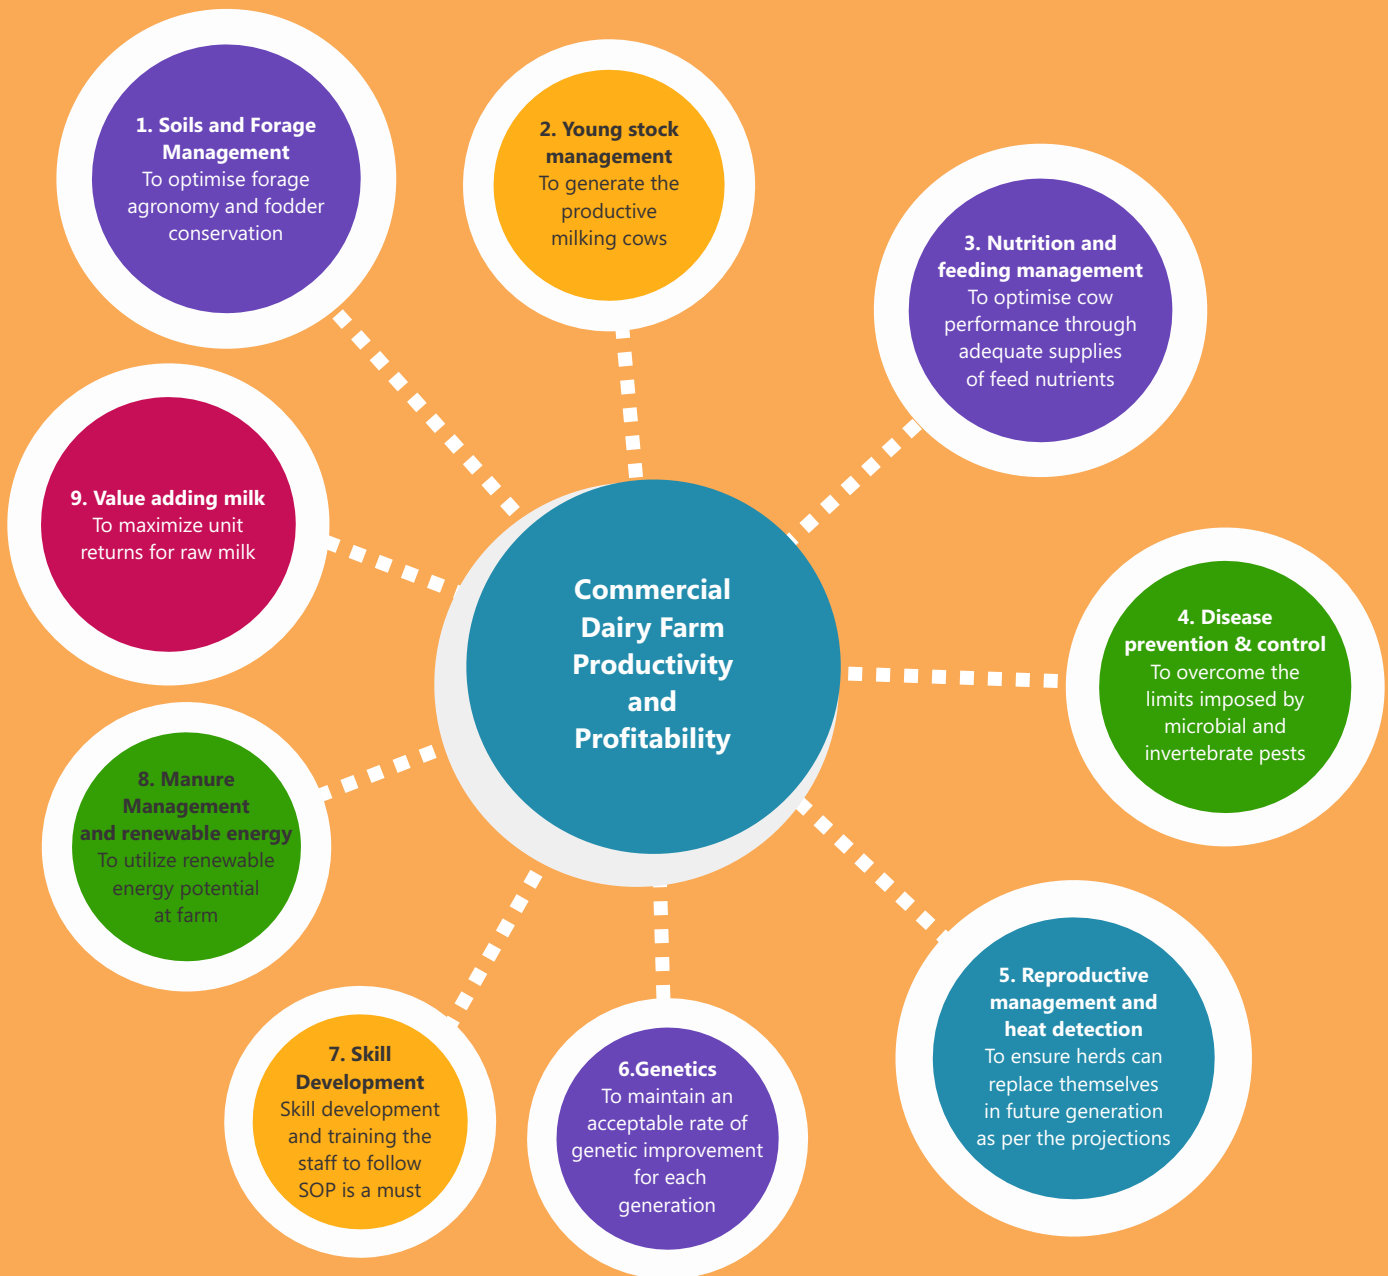 1. Soils and Forage
Management
To optimise forage
agronomy and fodder
conservation
2. Young stock
management
To generate the
productive
milking cows
3. Nutrition and
feeding management
To optimise cow
performance through
adequate supplies
of feed nutrients
4. Disease
prevention & control
To overcome the
limits imposed by
microbial and
invertebrate pests
5. Reproductive
management and
heat detection
To ensure herds can
replace themselves
in future generation
as per the projections
6.Genetics
To maintain an
acceptable rate of
genetic improvement
for each
generation
7. Skill
Development
Skill development
and training the
staff to follow
SOP is a must
8. Manure
Management
and renewable energy
To utilize renewable
energy potential
at farm
9. Value adding milk
To maximize unit
returns for raw milk
Commercial
Dairy Farm
Productivity
and
Profitability